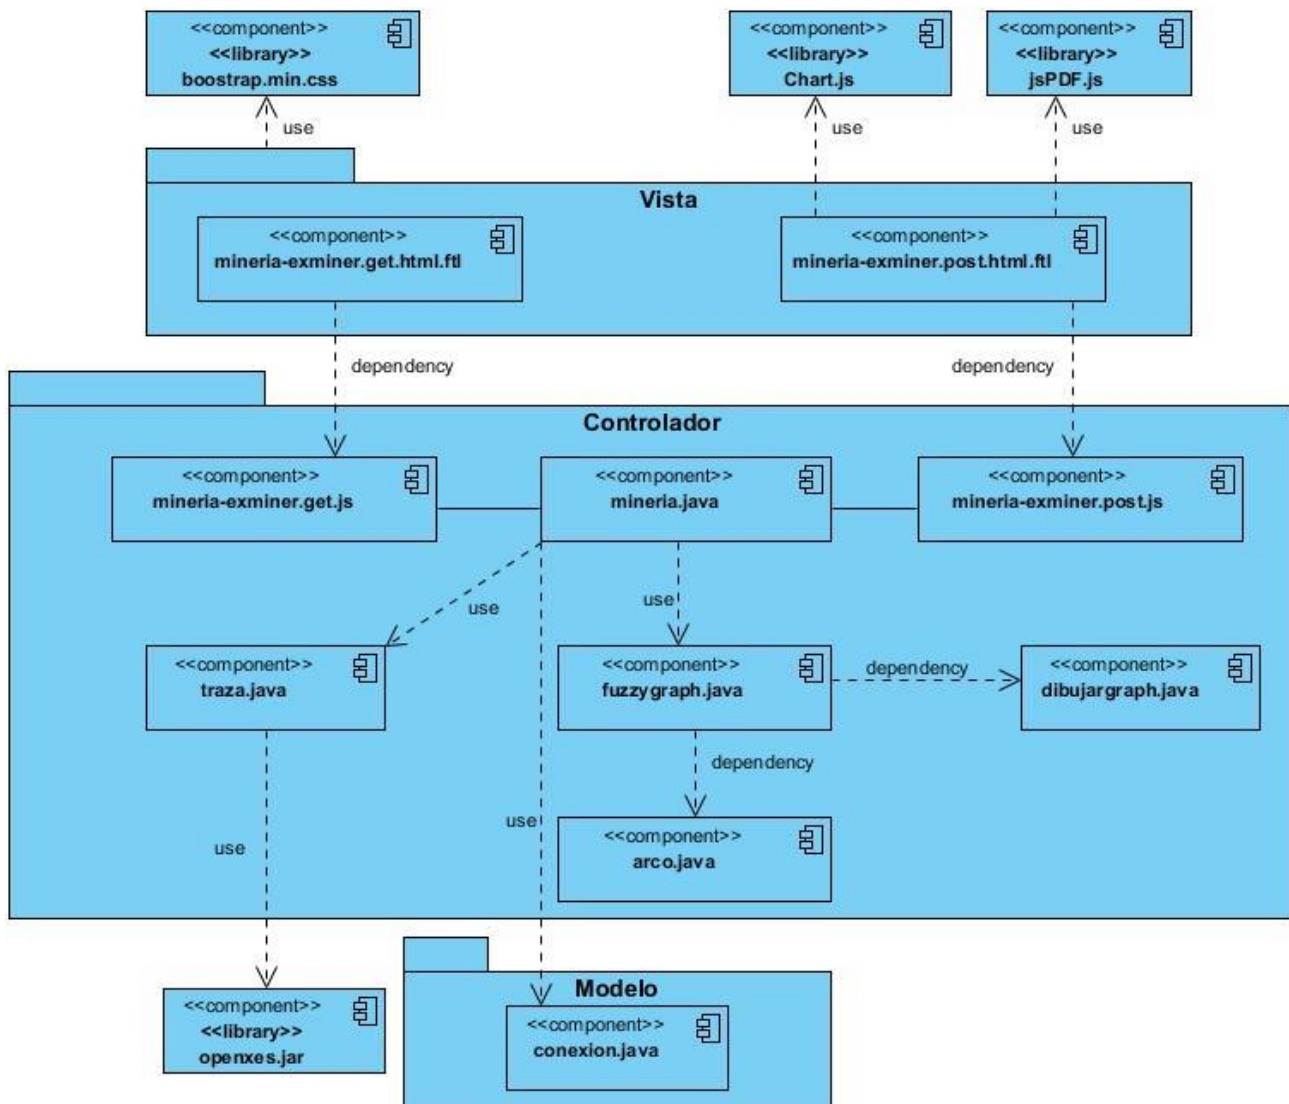 <<component>>
<<library>>
boostrap.min.css
<<component>>
<<library>>
Chart.js
<<component>>
<<library>>
jsPDF.js
use
use
use
Vista
<<component>>
mineria-exminer.get.html.ftl
<<component>>
mineria-exminer.post.html.ftl
dependency
dependency
Controlador
<<component>>
mineria-exminer.get.js
<<component>>
mineria.java
<<component>>
mineria-exminer.post.js
use
use
<<component>>
traza.java
<<component>>
fuzzygraph.java
dependency
<<component>>
dibujargraph.java
dependency
use
use
<<component>>
arco.java
<<component>>
<<library>>
openxes.jar
Modelo
<<component>>
conexion.java